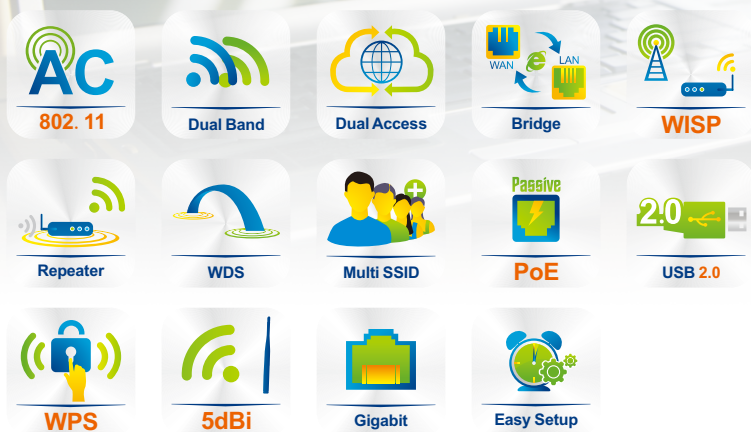 AC
802. 11
Dual Band
Dual Access
WAN
LAN
Bridge
WISP
Repeater
WDS
Multi SSID
Passive
PoE
2.0
USB 2.0
WPS
5dBi
Gigabit
Easy Setup